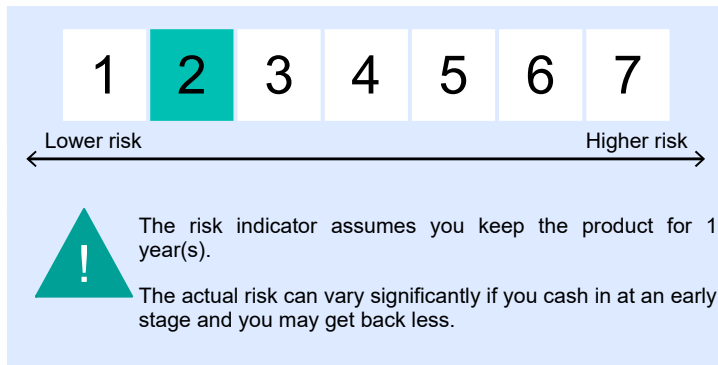 1 2 3 4 5 6 7
Lower risk Higher risk
!
The risk indicator assumes you keep the product for 1
year(s).
The actual risk can vary significantly if you cash in at an early
stage and you may get back less.